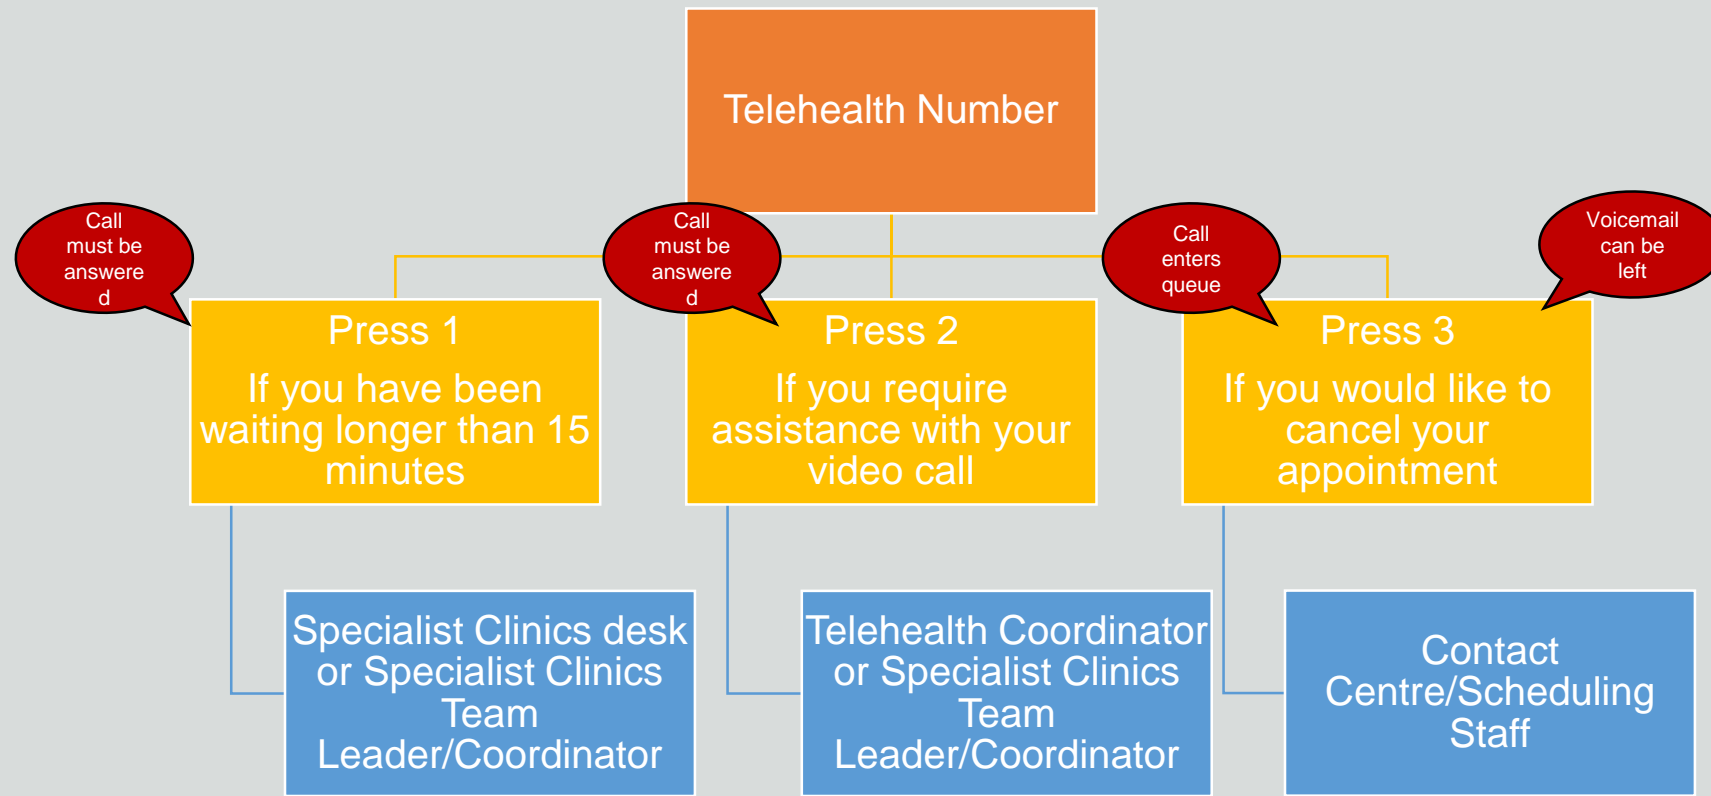 Telehealth Number
Call
must be
answere
d
Call
must be
answere
d
Call
enters
queue
Voicemail
can be
left
Press 1
If you have been
waiting longer than 15
minutes
Press 2
If you require
assistance with your
video call
Press 3
If you would like to
cancel your
appointment
Specialist Clinics desk
or Specialist Clinics
Team
Leader/Coordinator
Telehealth Coordinator
or Specialist Clinics
Team
Leader/Coordinator
Contact
Centre/Scheduling
Staff